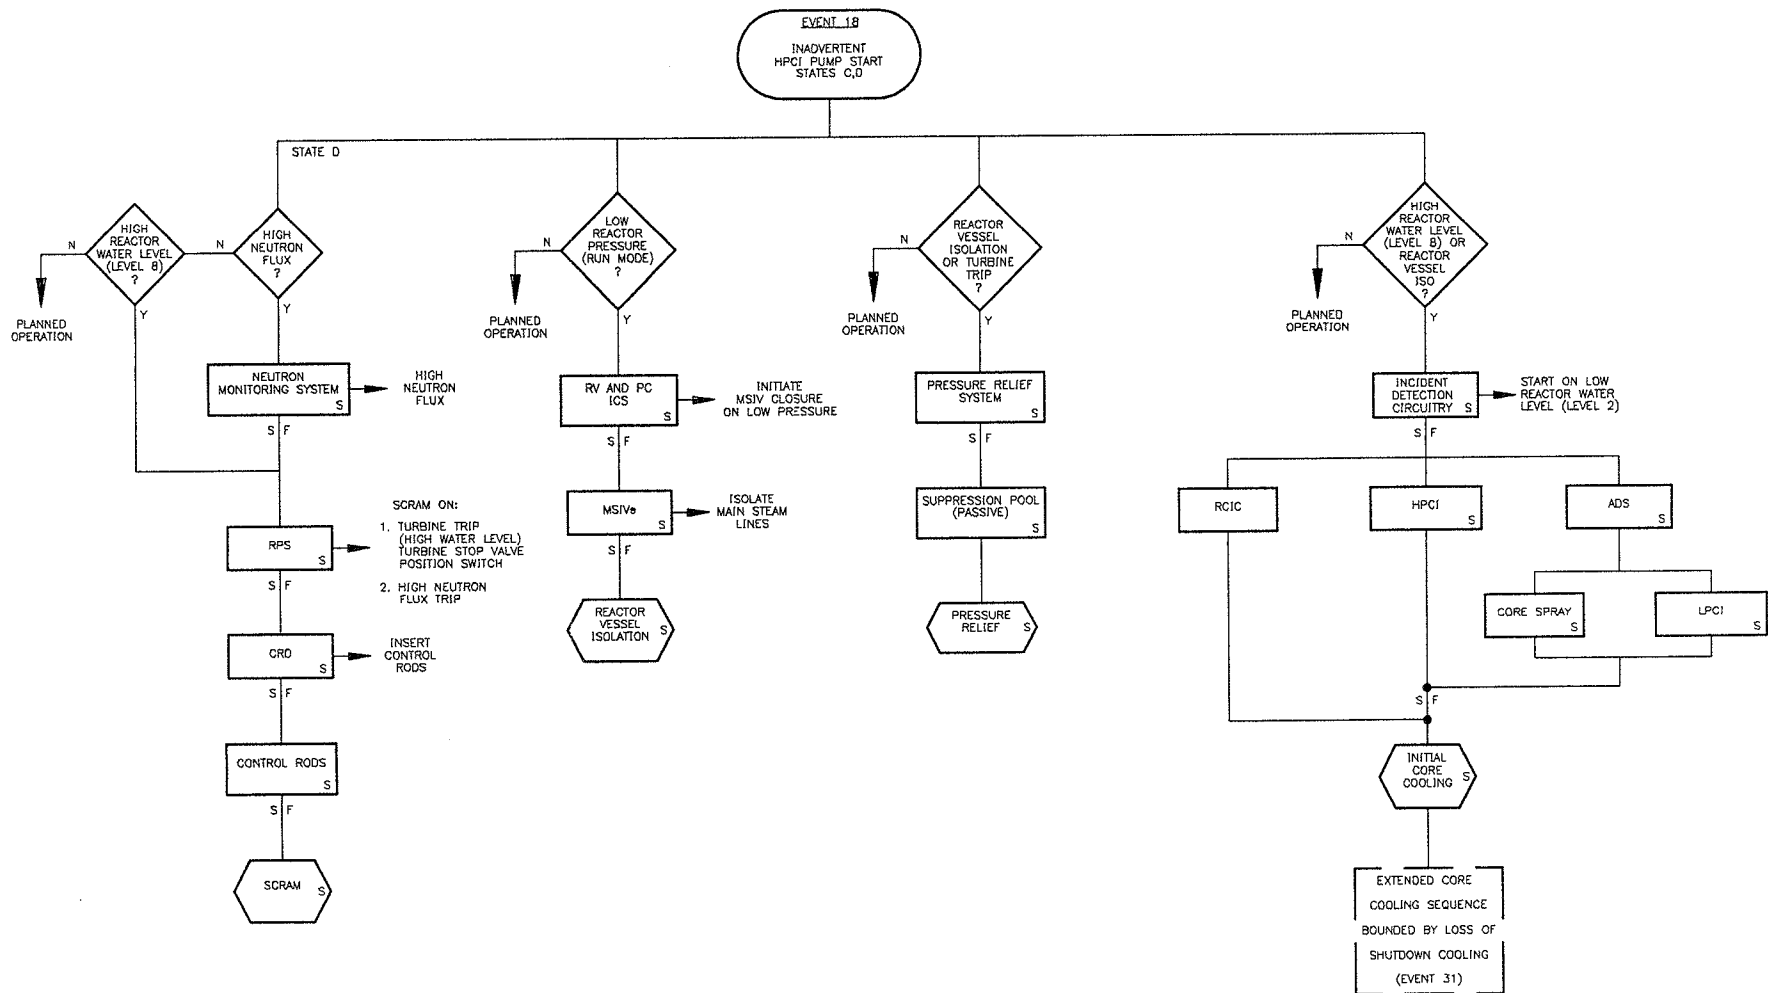 EVENT 18
INADVERTENT
HPCI PUMP START
STATES C,D
STATE D
HIGH
REACTOR
WATER LEVEL
(LEVEL 8)
?
N
Y
PLANNED
OPERATION
HIGH
NEUTRON
FLUX
?
N
Y
NEUTRON
MONITORING SYSTEM
S
HIGH
NEUTRON
FLUX
S F
RPS
S
SCRAM ON:
1. TURBINE TRIP
(HIGH WATER LEVEL)
TURBINE STOP VALVE
POSITION SWITCH
2. HIGH NEUTRON
FLUX TRIP
S F
CRD
S
INSERT
CONTROL
RODS
S F
CONTROL RODS
S
S F
SCRAM
S
LOW
REACTOR
PRESSURE
(RUN MODE)
?
N
Y
PLANNED
OPERATION
RV AND PC
ICS
S
INITIATE
MSIV CLOSURE
ON LOW PRESSURE
S F
MSIVs
S
ISOLATE
MAIN STEAM
LINES
S F
REACTOR
VESSEL
ISOLATION
S
REACTOR
VESSEL
ISOLATION
OR TURBINE
TRIP
?
N
Y
PLANNED
OPERATION
PRESSURE RELIEF
SYSTEM
S
S F
SUPPRESSION POOL
(PASSIVE)
S
PRESSURE
RELIEF
S
HIGH
REACTOR
WATER LEVEL
(LEVEL 8) OR
REACTOR
VESSEL
ISO
?
N
Y
PLANNED
OPERATION
INCIDENT
DETECTION
CIRCUITRY
S
START ON LOW
REACTOR WATER
LEVEL (LEVEL 2)
S F
RCIC
HPCI
S
ADS
S
CORE SPRAY
S
LPCI
S
S F
INITIAL
CORE
COOLING
S
EXTENDED CORE
COOLING SEQUENCE
BOUNDED BY LOSS OF
SHUTDOWN COOLING
(EVENT 31)